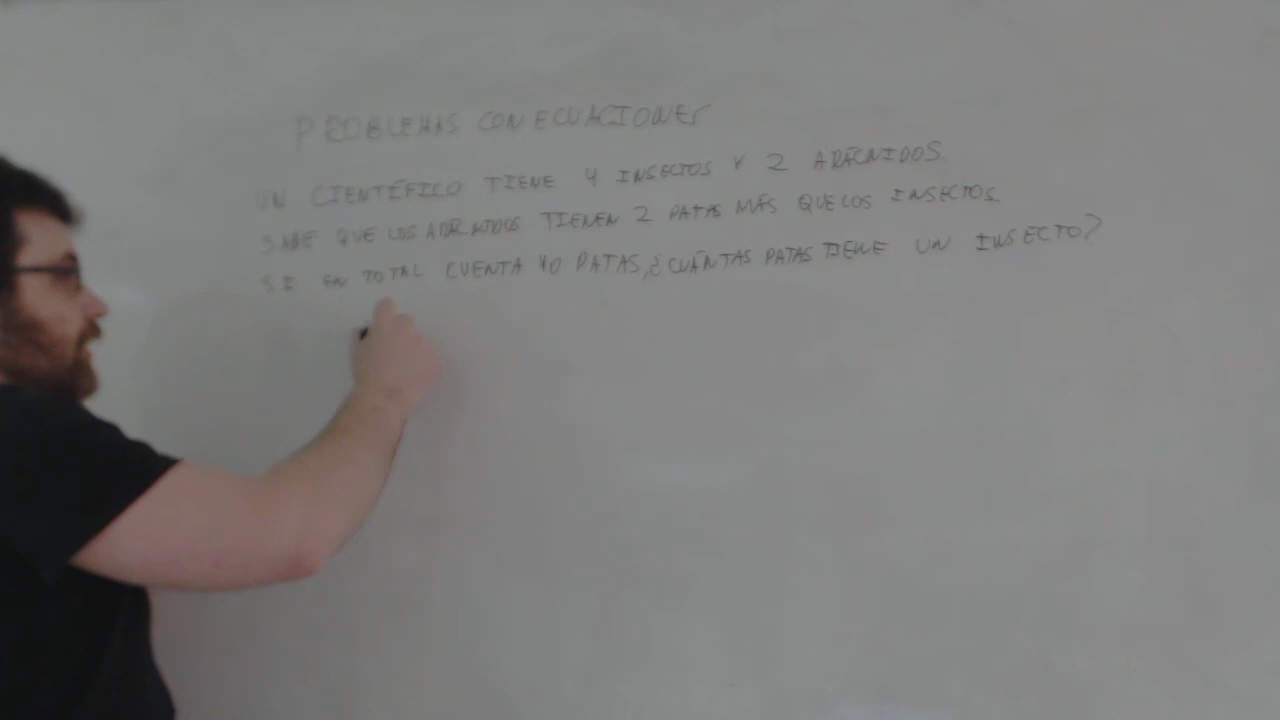 PROBLEMAS CON ECUACIONES
UN CIENTÍFICO TIENE 4 INSECTOS Y 2 ARÁCNIDOS.
SABE QUE LOS ARÁCNIDOS TIENEN 2 PATAS MÁS QUE LOS INSECTOS.
SI EN TOTAL CUENTA 40 PATAS, ¿CUÁNTAS PATAS TIENE UN INSECTO?